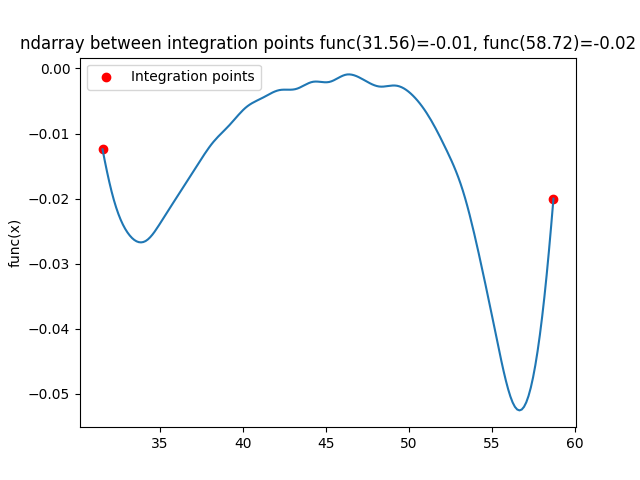 ndarray between integration points func(31.56)=-0.01, func(58.72)=-0.02
Integration points
func(x)
0.00
−0.01
−0.02
−0.03
−0.04
−0.05
35 40 45 50 55 60